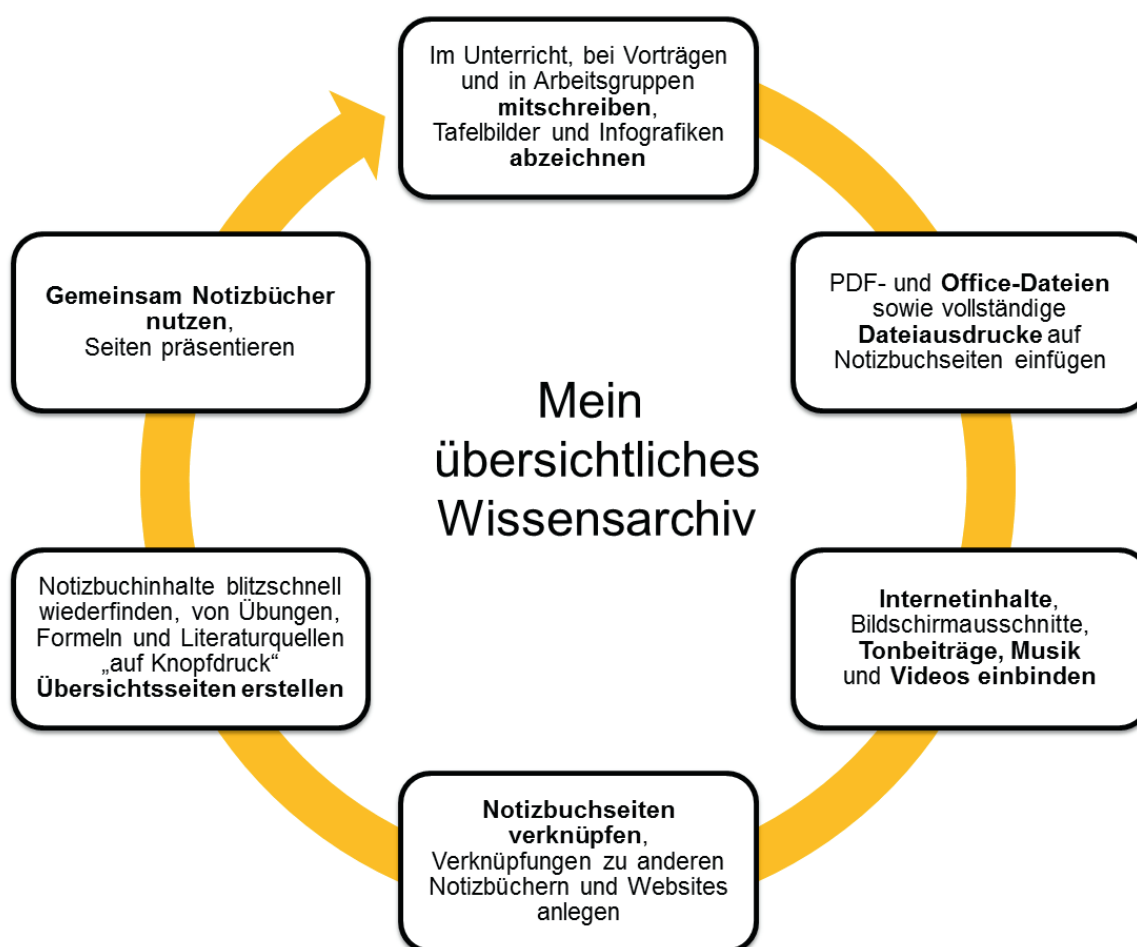 Im Unterricht, bei Vorträgen
und in Arbeitsgruppen
mitschreiben,
Tafelbilder und Infografiken
abzeichnen
PDF- und Office-Dateien
sowie vollständige
Dateiausdrucke auf
Notizbuchseiten einfügen
Internetinhalte,
Bildschirmausschnitte,
Tonbeiträge, Musik
und Videos einbinden
Notizbuchseiten
verknüpfen,
Verknüpfungen zu anderen
Notizbüchern und Websites
anlegen
Notizbuchinhalte blitzschnell
wiederfinden, von Übungen,
Formeln und Literaturquellen
„auf Knopfdruck“
Übersichtsseiten erstellen
Gemeinsam Notizbücher
nutzen,
Seiten präsentieren
Mein
übersichtliches
Wissensarchiv